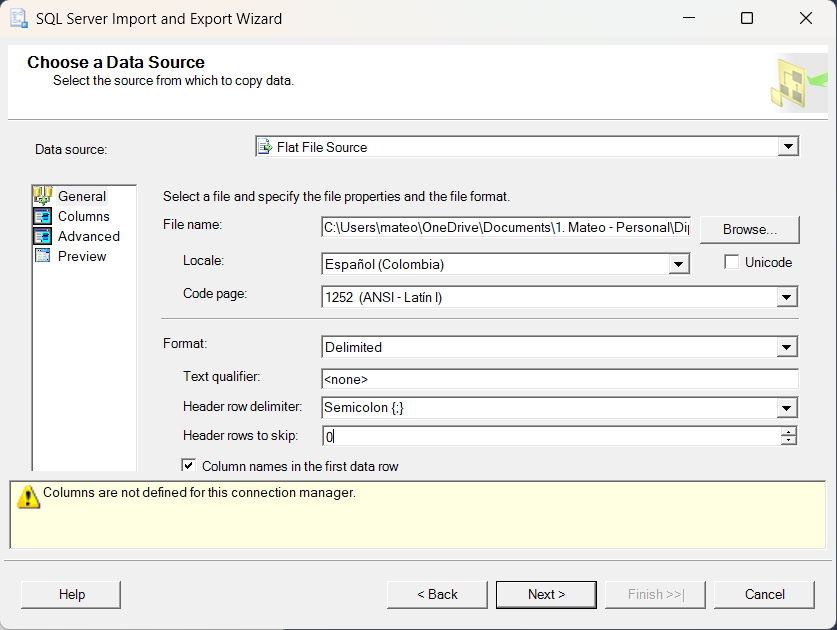 SQL Server Import and Export Wizard
Choose a Data Source
Select the source from which to copy data.
Data source: Flat File Source
General
Columns
Advanced
Preview
Select a file and specify the file properties and the file format.
File name: C:\Users\mateo\OneDrive\Documents\1. Mateo - Personal\Dip Browse...
Locale: Español (Colombia) Unicode
Code page: 1252 (ANSI - Latín I)
Format: Delimited
Text qualifier: <none>
Header row delimiter: Semicolon {;}
Header rows to skip: 0
Column names in the first data row
Columns are not defined for this connection manager.
Help < Back Next > Finish >>| Cancel